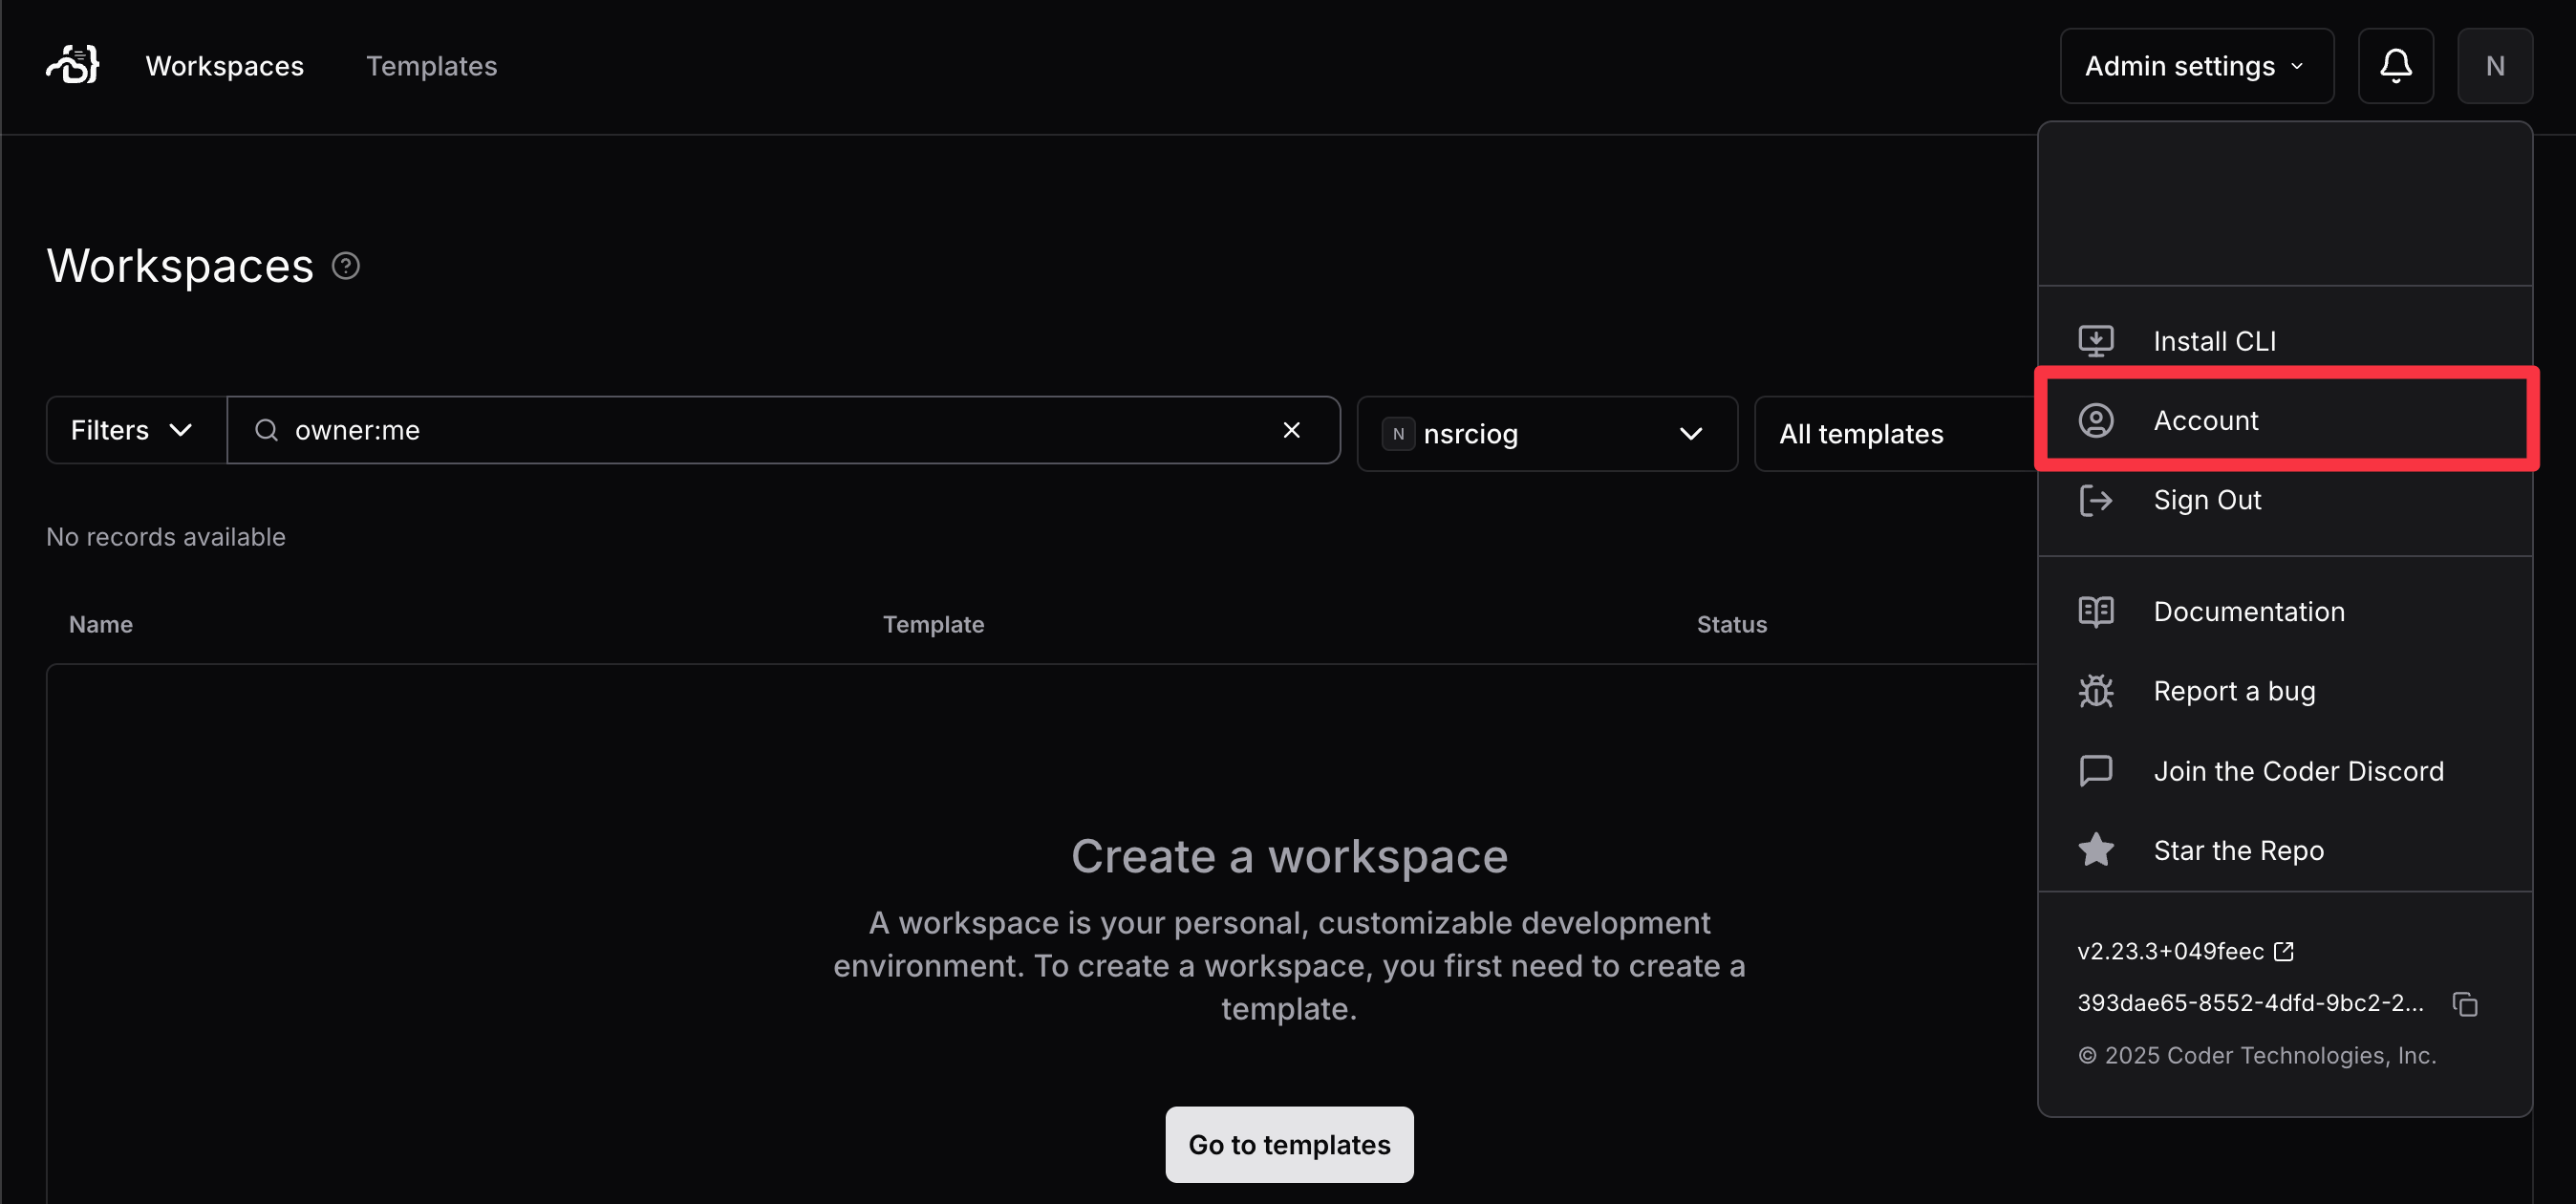 Workspaces
Templates
Admin settings
N
Workspaces
Filters
owner:me
N nsrciog
All templates
No records available
Name
Template
Status
Create a workspace
A workspace is your personal, customizable development
environment. To create a workspace, you first need to create a
template.
Go to templates
Install CLI
Account
Sign Out
Documentation
Report a bug
Join the Coder Discord
Star the Repo
v2.23.3+049feec
393dae65-8552-4dfd-9bc2-2...
© 2025 Coder Technologies, Inc.